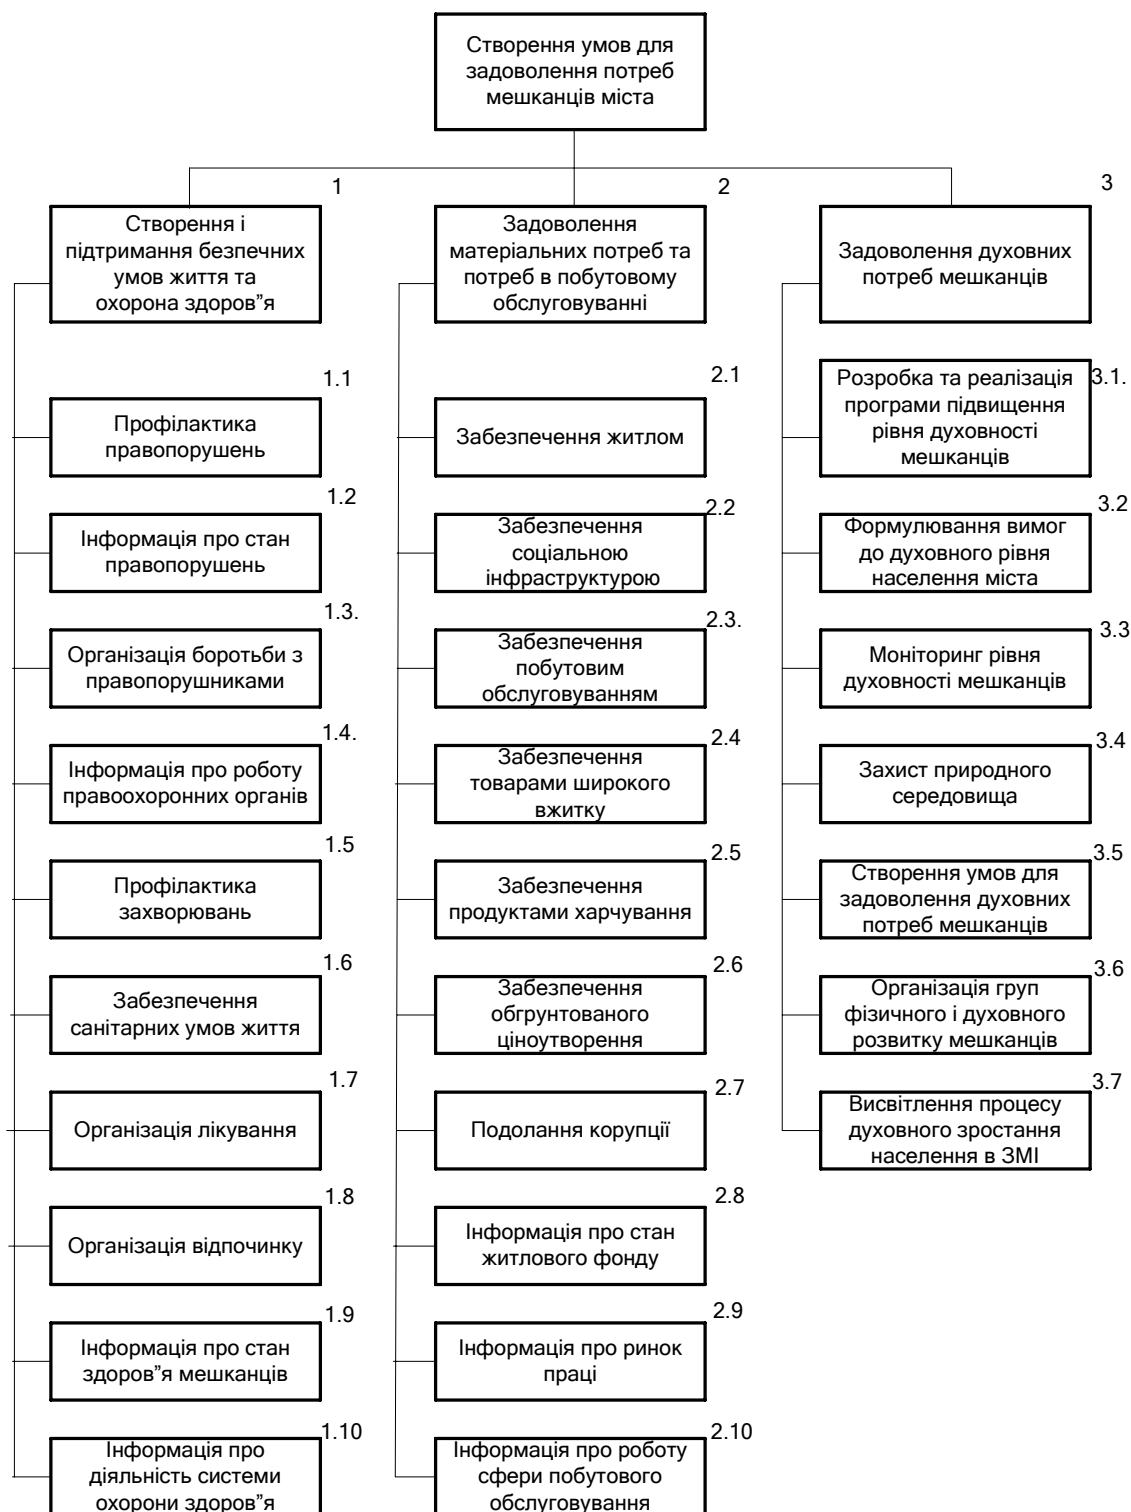 Створення умов для
задоволення потреб
мешканців міста
1
Створення і
підтримання безпечних
умов життя та
охорона здоров"я
1.1
Профілактика
правопорушень
1.2
Інформація про стан
правопорушень
1.3.
Організація боротьби з
правопорушниками
1.4.
Інформація про роботу
правоохоронних органів
1.5
Профілактика
захворювань
1.6
Забезпечення
санітарних умов життя
1.7
Організація лікування
1.8
Організація відпочинку
1.9
Інформація про стан
здоров"я мешканців
1.10
Інформація про
діяльність системи
охорони здоров"я
2
Задоволення
матеріальних потреб та
потреб в побутовому
обслуговуванні
2.1
Забезпечення житлом
2.2
Забезпечення
соціальною
інфраструктурою
2.3.
Забезпечення
побутовим
обслуговуванням
2.4
Забезпечення
товарами широкого
вжитку
2.5
Забезпечення
продуктами харчування
2.6
Забезпечення
обгрунтованого
ціноутворення
2.7
Подолання корупції
2.8
Інформація про стан
житлового фонду
2.9
Інформація про ринок
праці
2.10
Інформація про роботу
сфери побутового
обслуговування
3
Задоволення духовних
потреб мешканців
3.1.
Розробка та реалізація
програми підвищення
рівня духовності
мешканців
3.2
Формулювання вимог
до духовного рівня
населення міста
3.3
Моніторинг рівня
духовності мешканців
3.4
Захист природного
середовища
3.5
Створення умов для
задоволення духовних
потреб мешканців
3.6
Організація груп
фізичного і духовного
розвитку мешканців
3.7
Висвітлення процесу
духовного зростання
населення в ЗМІ